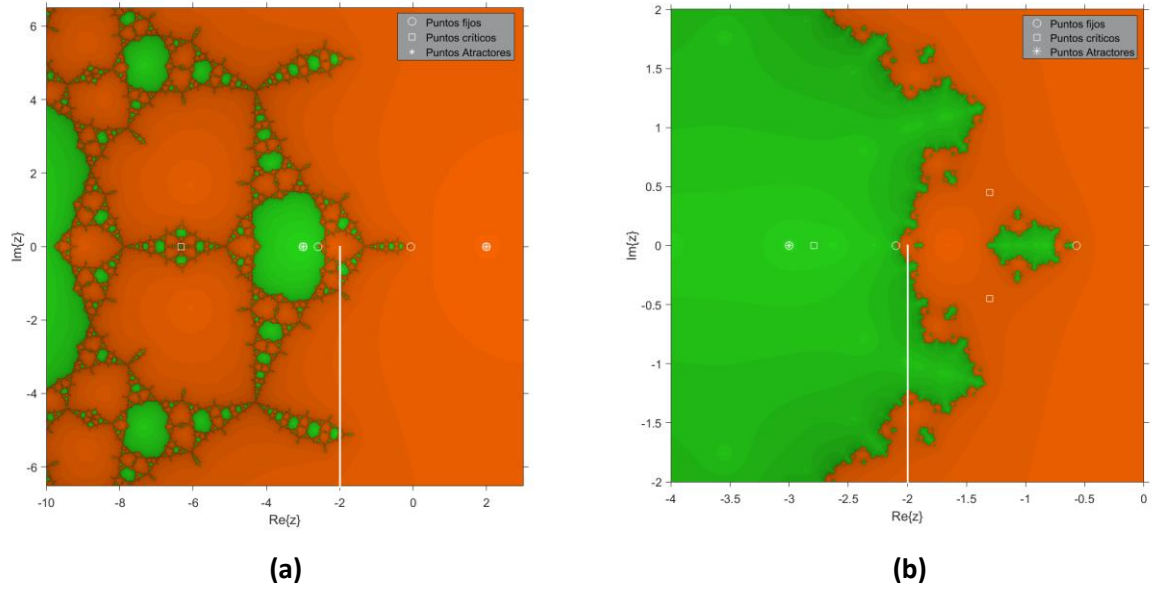 Puntos fijos
Puntos críticos
Puntos Atractores
6
4
2
0
-2
-4
-6
Im{z}
-10
-8
-6
-4
-2
0
2
Re{z}
(a)
Puntos fijos
Puntos críticos
Puntos Atractores
2
1.5
1
0.5
0
-0.5
-1
-1.5
-2
Im{z}
-4
-3.5
-3
-2.5
-2
-1.5
-1
-0.5
0
Re{z}
(b)